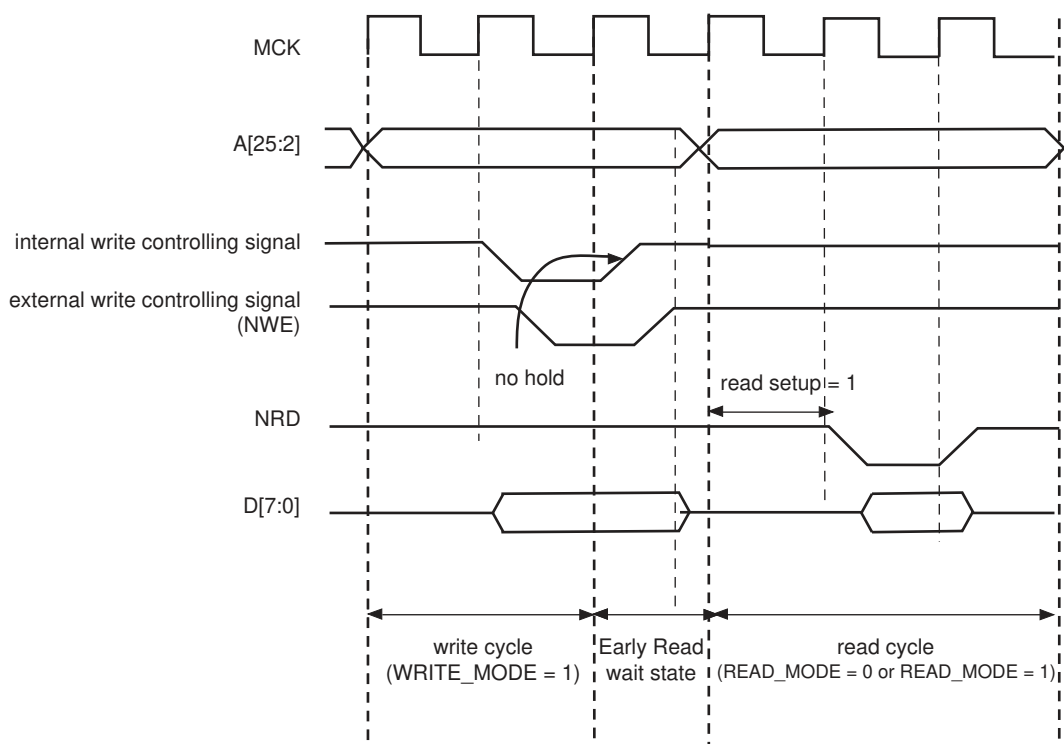 MCK
A[25:2]
internal write controlling signal
external write controlling signal
(NWE)
no hold
read setup = 1
NRD
D[7:0]
write cycle
(WRITE_MODE = 1)
Early Read
wait state
read cycle
(READ_MODE = 0 or READ_MODE = 1)